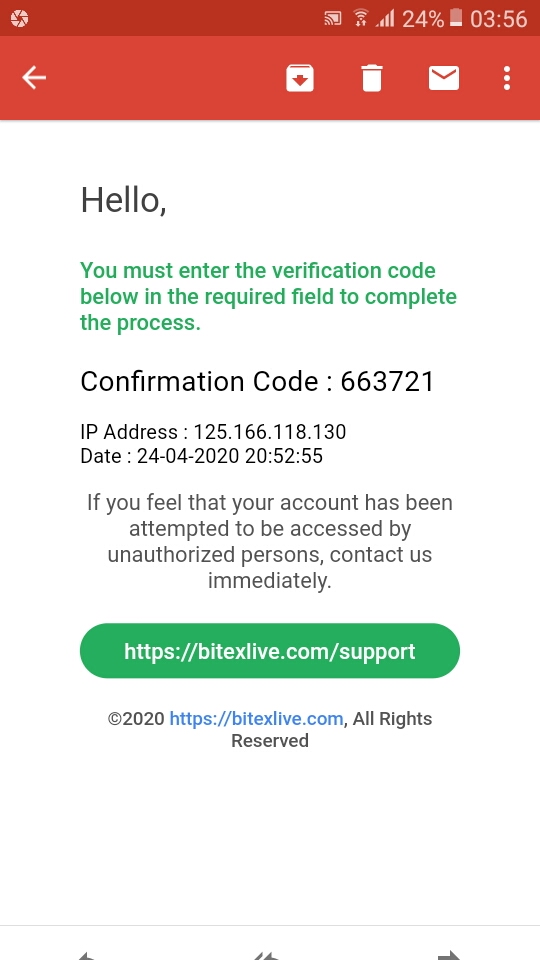 24% 03:56
Hello,
You must enter the verification code
below in the required field to complete
the process.
Confirmation Code : 663721
IP Address : 125.166.118.130
Date : 24-04-2020 20:52:55
If you feel that your account has been
attempted to be accessed by
unauthorized persons, contact us
immediately.
https://bitexlive.com/support
©2020 https://bitexlive.com, All Rights
Reserved